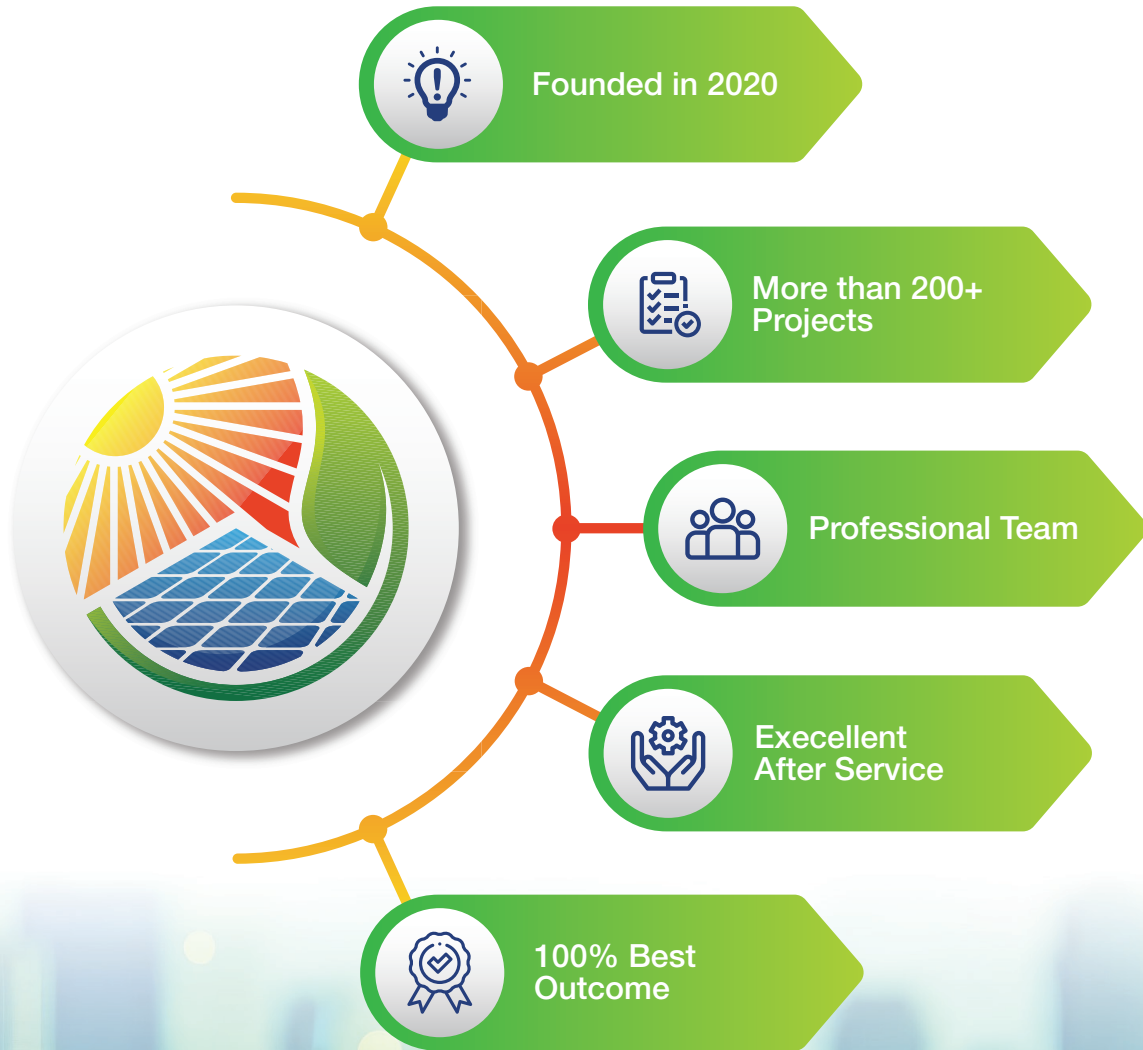 Founded in 2020
More than 200+
Projects
Professional Team
Execellent
After Service
100% Best
Outcome